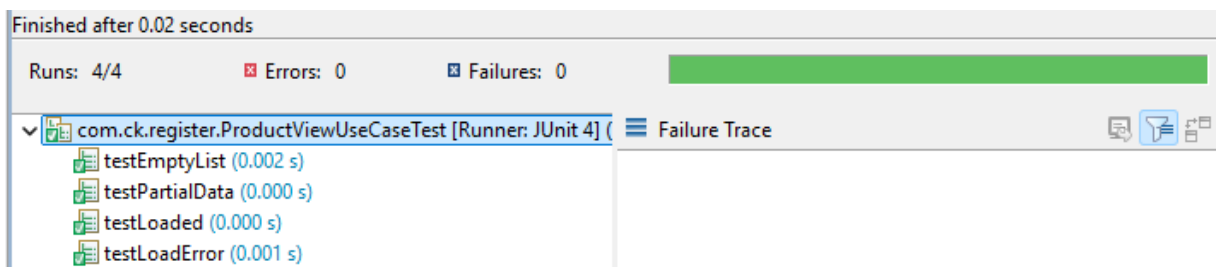 Finished after 0.02 seconds
Runs: 4/4 Errors: 0 Failures: 0
com.ck.register.ProductViewUseCaseTest [Runner: JUnit 4] (
Failure Trace
testEmptyList (0.002 s)
testPartialData (0.000 s)
testLoaded (0.000 s)
testLoadError (0.001 s)